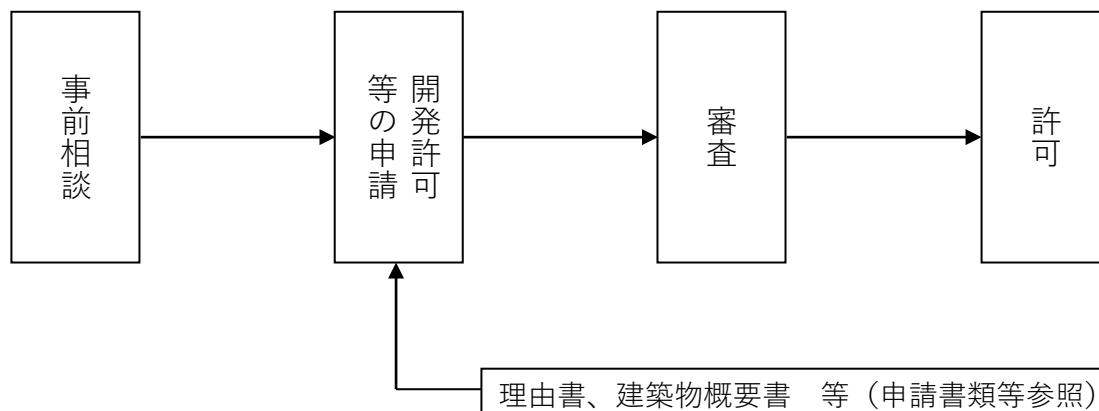 事前相談
開発許可
等の申請
審査
許可
理由書、建築物概要書　等（申請書類等参照）